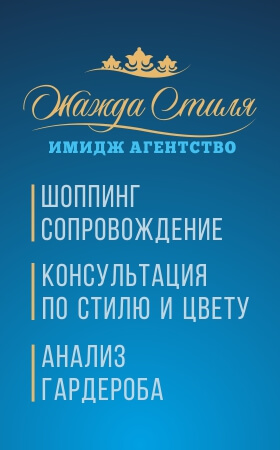 Жажда Стиля
ИМИДЖ АГЕНТСТВО
ШОППИНГ
СОПРОВОЖДЕНИЕ
КОНСУЛЬТАЦИЯ
ПО СТИЛЮ И ЦВЕТУ
АНАЛИЗ
ГАРДЕРОБА